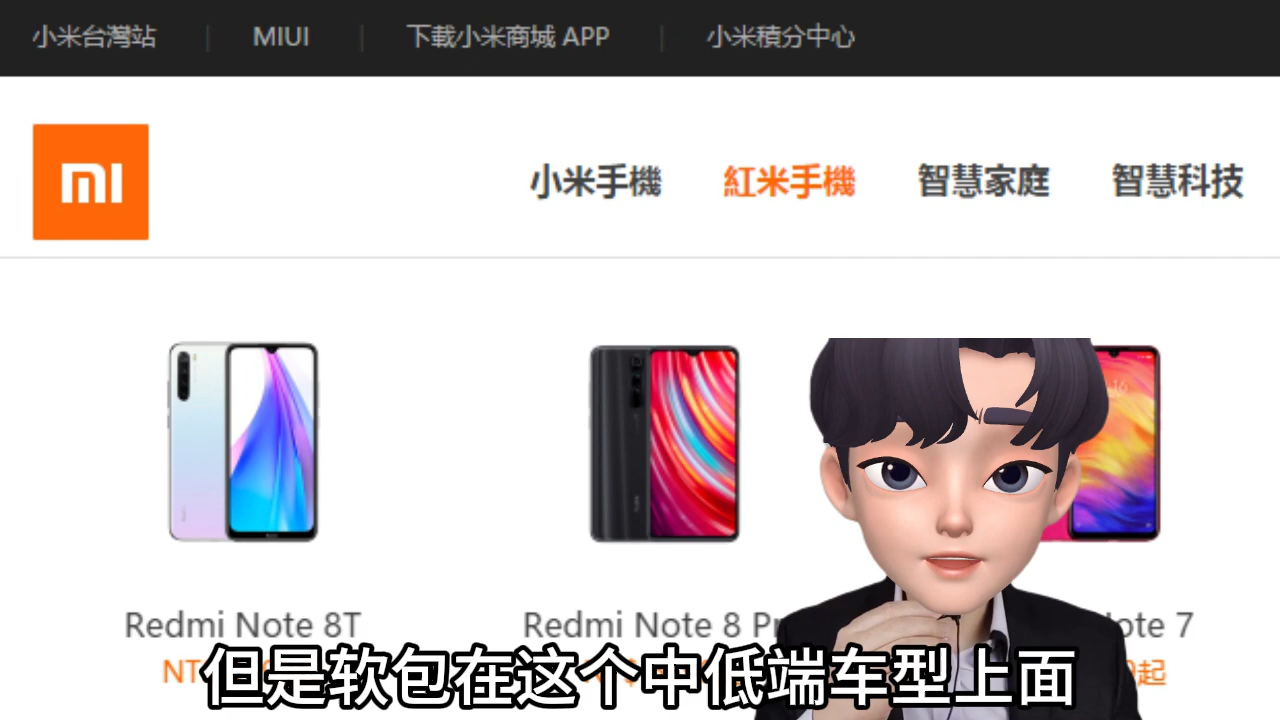 小米台灣站 | MIUI | 下載小米商城 APP | 小米積分中心
mi
小米手機 紅米手機 智慧家庭 智慧科技
Redmi Note 8T
Redmi Note 8
Note 7
NT
起
但是软包在这个中低端车型上面